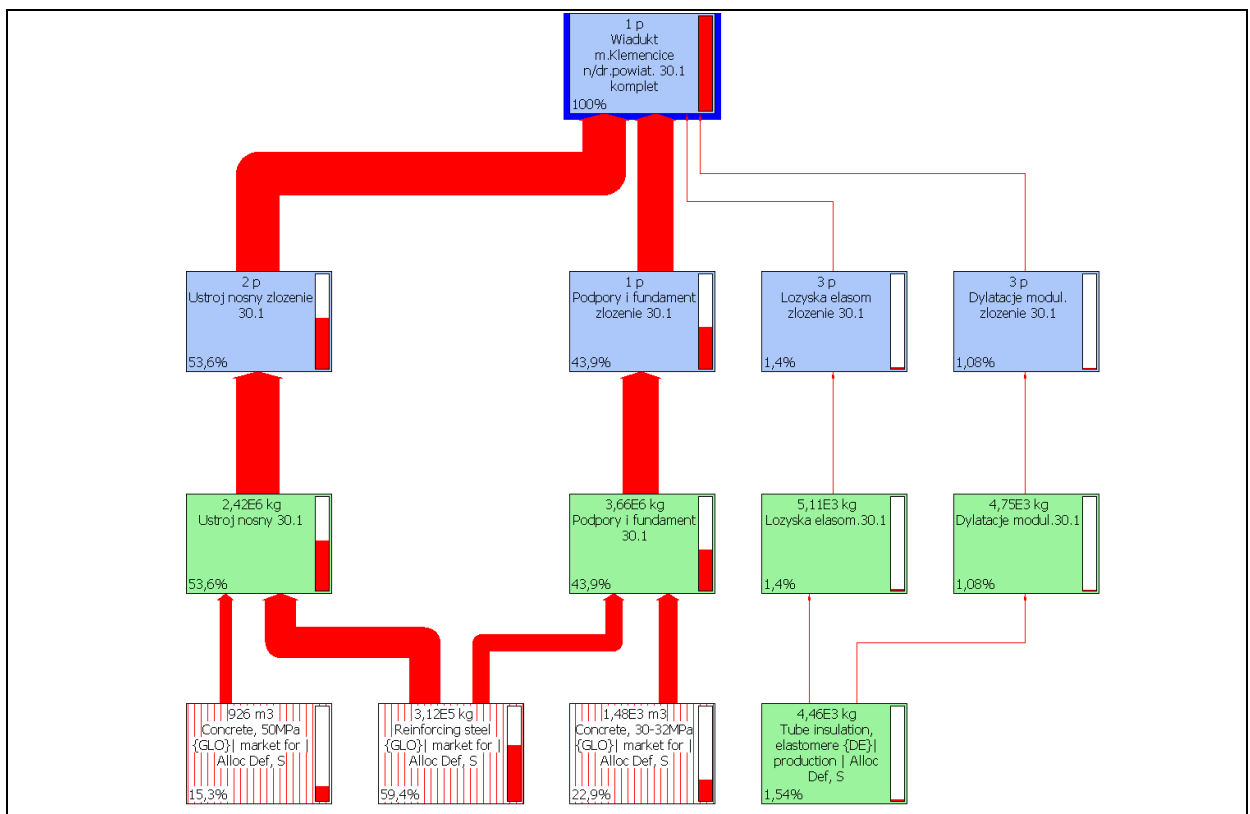 1 p
Wiadukt
m.Klemencice
n/dr.powiat. 30.1
komplet
100%
2 p
Ustroj nosny zlozenie
30.1
53,6%
1 p
Podpory i fundament
zlozenie 30.1
43,9%
3 p
Lozyska elasom
zlozenie 30.1
1,4%
3 p
Dylatacje modul.
zlozenie 30.1
1,08%
2,42E6 kg
Ustroj nosny 30.1
53,6%
3,66E6 kg
Podpory i fundament
30.1
43,9%
5,11E3 kg
Lozyska elasom.30.1
1,4%
4,75E3 kg
Dylatacje modul.30.1
1,08%
926 m3
Concrete, 50MPa
{GLO}| market for |
Alloc Def, S
15,3%
3,12E5 kg
Reinforcing steel
{GLO}| market for |
Alloc Def, S
59,4%
1,48E3 m3
Concrete, 30-32MPa
{GLO}| market for |
Alloc Def, S
22,9%
4,46E3 kg
Tube insulation,
elastomere {DE}|
production | Alloc
Def, S
1,54%